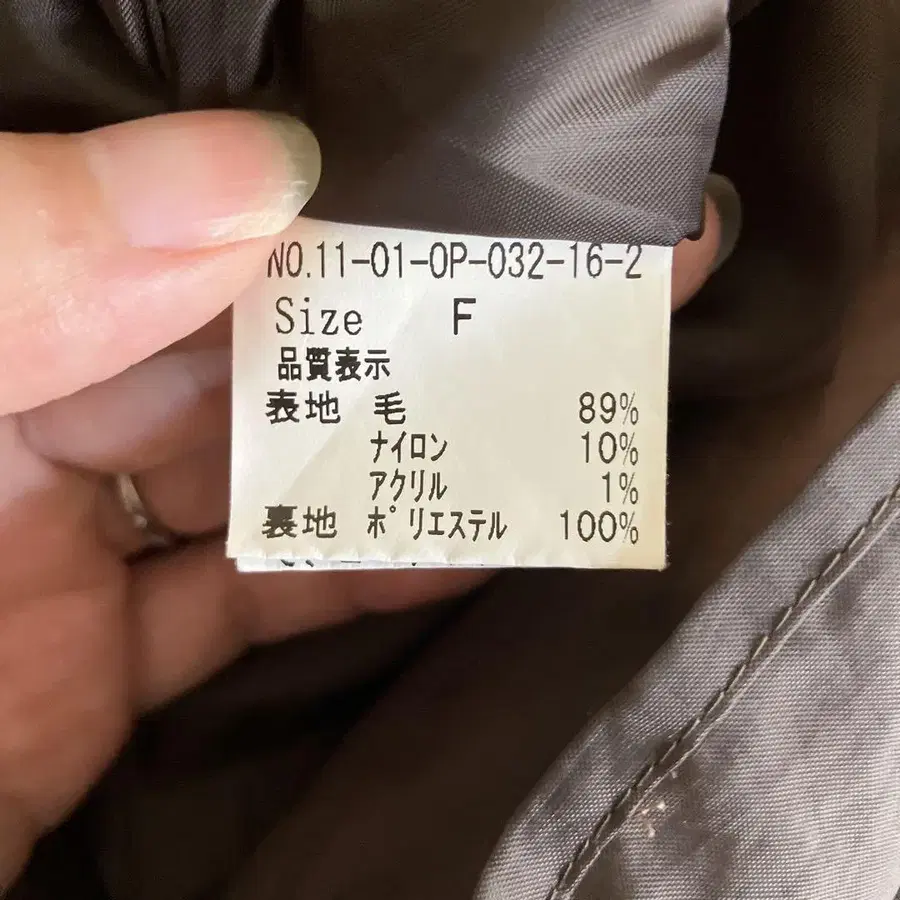 NO.11-01-OP-032-16-2
Size F
品質表示
表地 毛 89%
ナイロン 10%
アクリル 1%
裏地 ポリエステル 100%